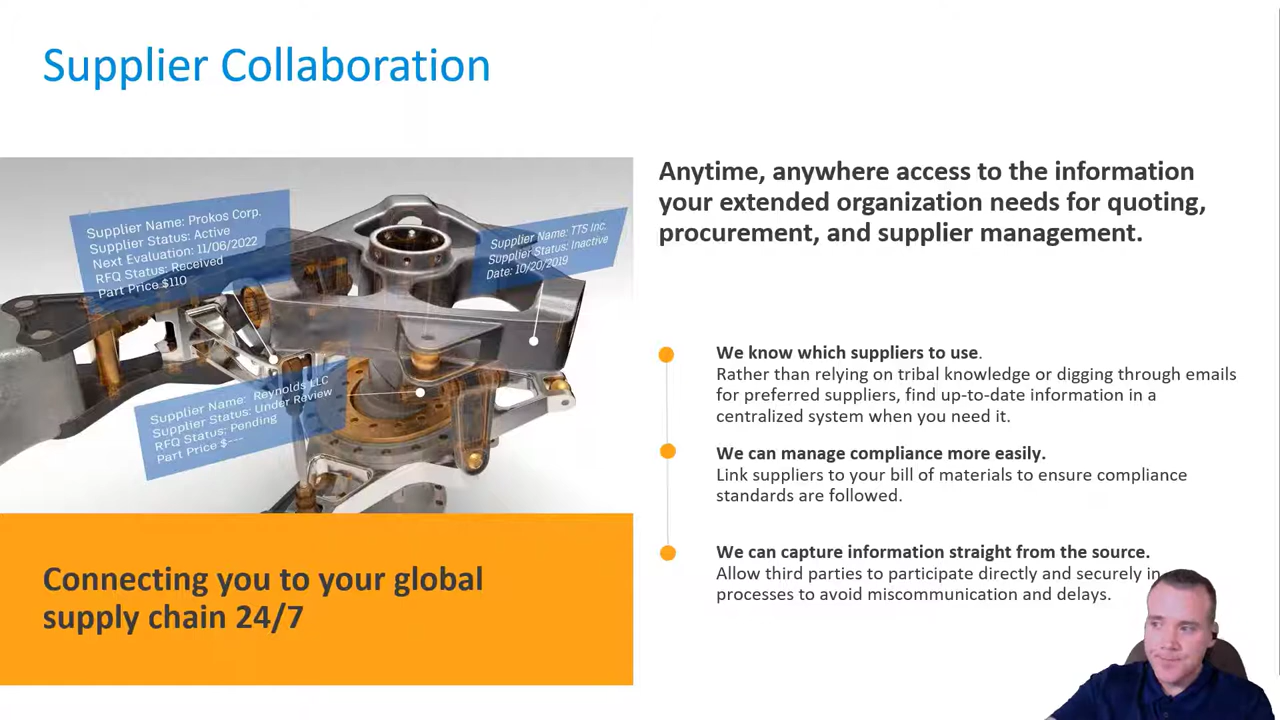 Supplier Collaboration
Supplier Name: Prokos Corp.
Supplier Status: Active
Next Evaluation: 11/06/2022
RFQ Status: Received
Part Price $110
Supplier Name: TTS Inc.
Supplier Status: Inactive
Date: 10/20/2019
Supplier Name: Reynolds LLC
Supplier Status: Under Review
RFQ Status: Pending
Part Price $---
Connecting you to your global
supply chain 24/7
Anytime, anywhere access to the information
your extended organization needs for quoting,
procurement, and supplier management.
We know which suppliers to use.
Rather than relying on tribal knowledge or digging through emails
for preferred suppliers, find up-to-date information in a
centralized system when you need it.
We can manage compliance more easily.
Link suppliers to your bill of materials to ensure compliance
standards are followed.
We can capture information straight from the source.
Allow third parties to participate directly and securely in
processes to avoid miscommunication and delays.